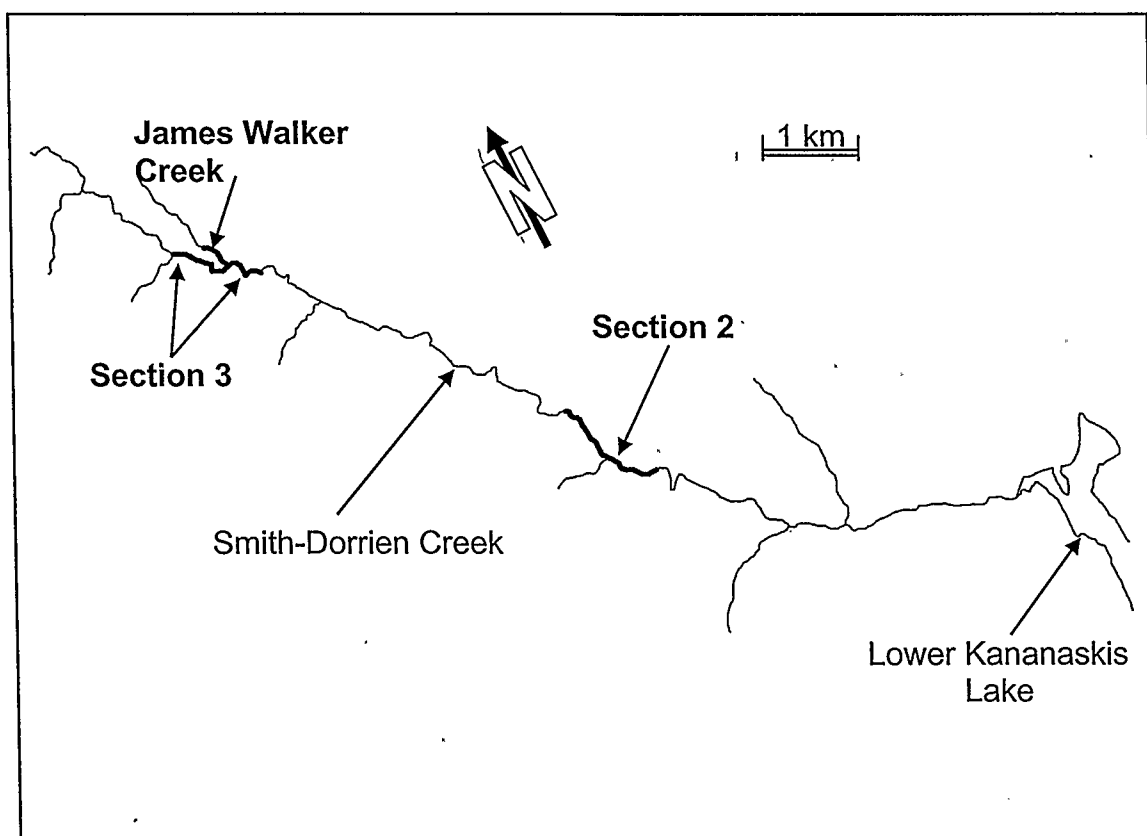 James Walker
Creek
N
1 km
Section 2
Section 3
Smith-Dorrien Creek
Lower Kananaskis
Lake